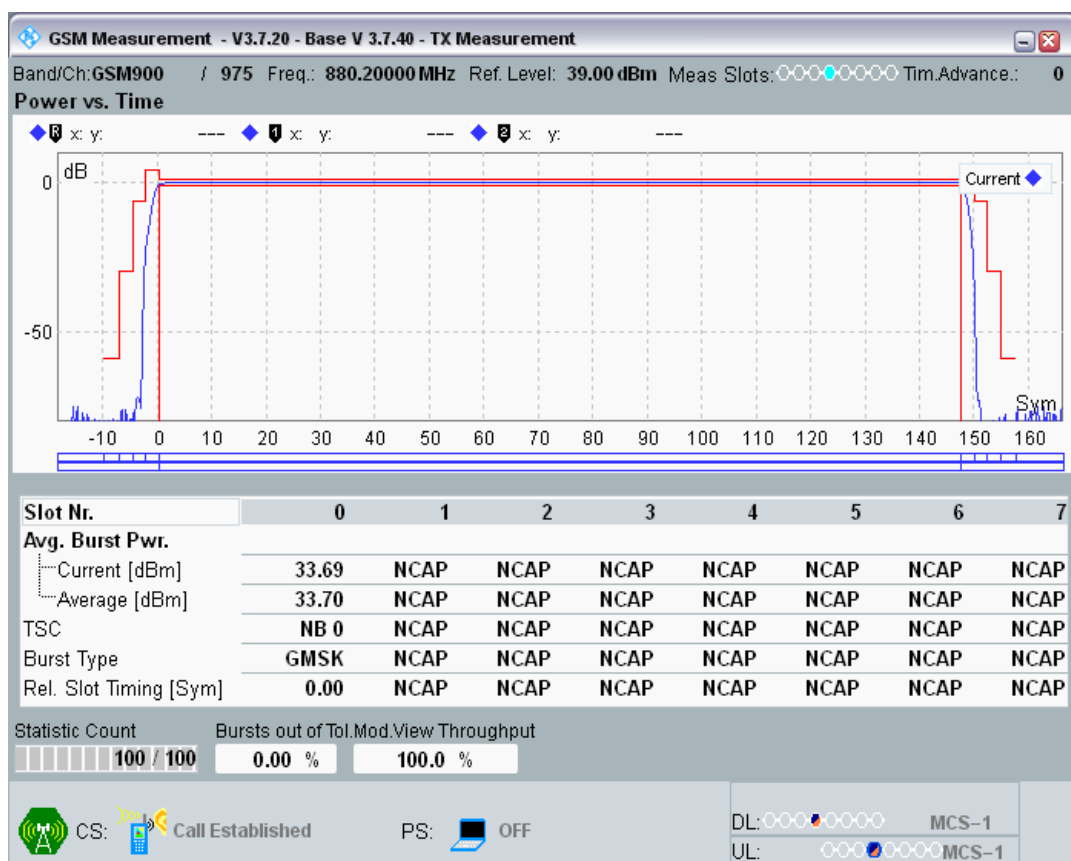 GSM Measurement - V3.7.20 - Base V 3.7.40 - TX Measurement
Band/Ch:GSM900 / 975 Freq.: 880.20000 MHz Ref. Level: 39.00 dBm Meas Slots: Tim.Advance.: 0
Power vs. Time
R x: y: --- 1 x: y: --- 2 x: y: ---
dB
Current
0
-50
Sym
-10 0 10 20 30 40 50 60 70 80 90 100 110 120 130 140 150 160
Slot Nr. 0 1 2 3 4 5 6 7
Avg. Burst Pwr.
Current [dBm] 33.69 NCAP NCAP NCAP NCAP NCAP NCAP NCAP
Average [dBm] 33.70 NCAP NCAP NCAP NCAP NCAP NCAP NCAP
TSC NB 0 NCAP NCAP NCAP NCAP NCAP NCAP NCAP
Burst Type GMSK NCAP NCAP NCAP NCAP NCAP NCAP NCAP
Rel. Slot Timing [Sym] 0.00 NCAP NCAP NCAP NCAP NCAP NCAP NCAP
Statistic Count Bursts out of Tol. Mod.View Throughput
100 / 100 0.00 % 100.0 %
CS: Call Established PS: OFF DL: MCS-1
UL: MCS-1